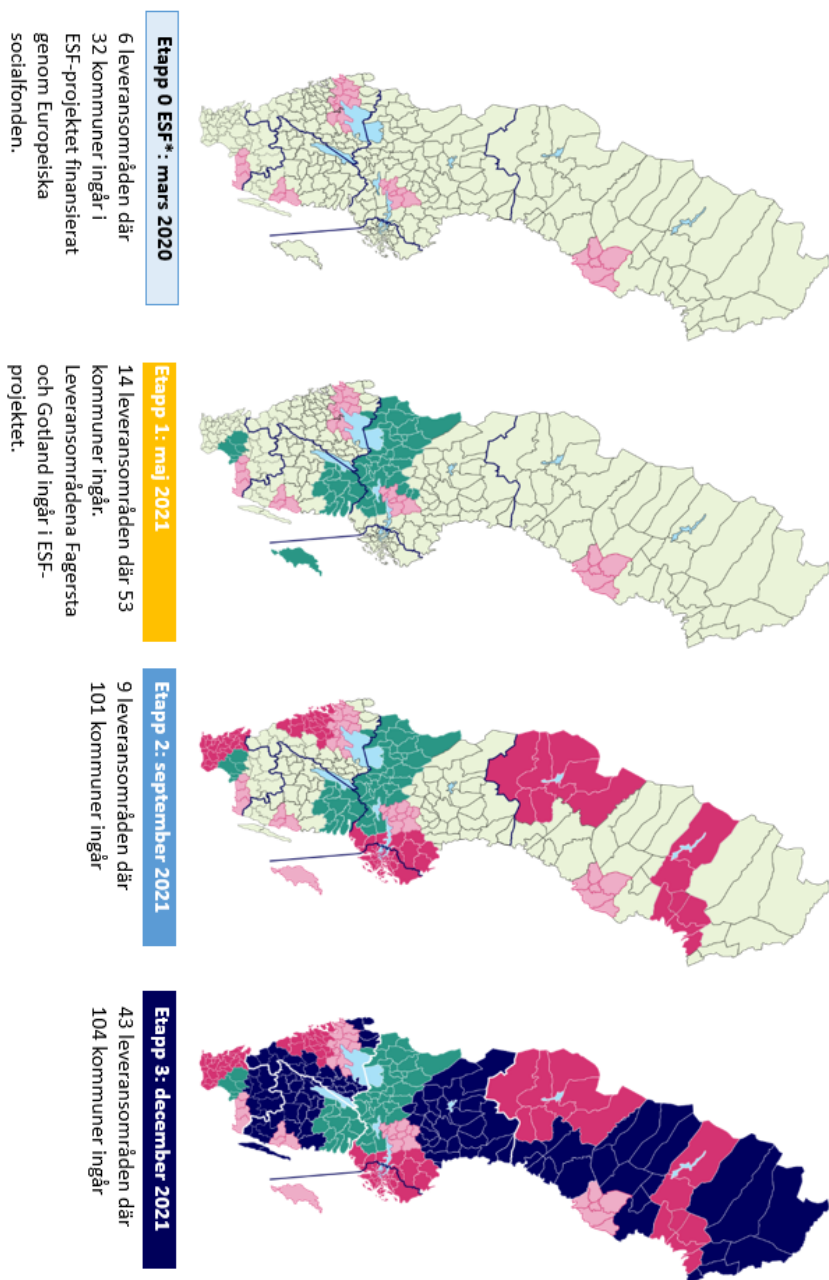 Etapp 0 ESF*: mars 2020
6 leveransområden där
32 kommuner ingår i
ESF-projektet finansierat
genom Europeiska
socialfonden.
Etapp 1: maj 2021
14 leveransområden där 53
kommuner ingår.
Leveransområdena Fagersta
och Gotland ingår i ESF-
projektet.
Etapp 2: september 2021
9 leveransområden där
101 kommuner ingår
Etapp 3: december 2021
43 leveransområden där
104 kommuner ingår